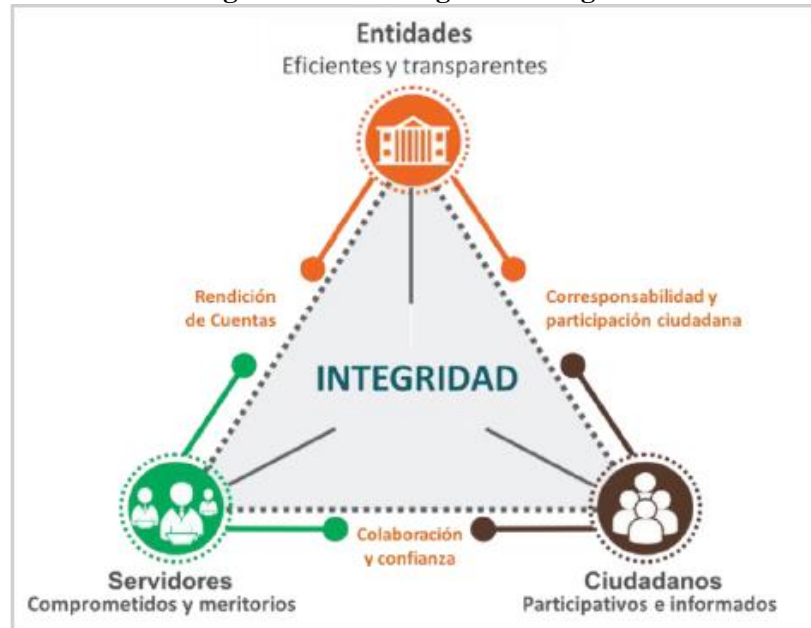 Entidades
Eficientes y transparentes
Rendición
de Cuentas
Corresponsabilidad y
participación ciudadana
INTEGRIDAD
Colaboración
y confianza
Servidores
Comprometidos y meritorios
Ciudadanos
Participativos e informados